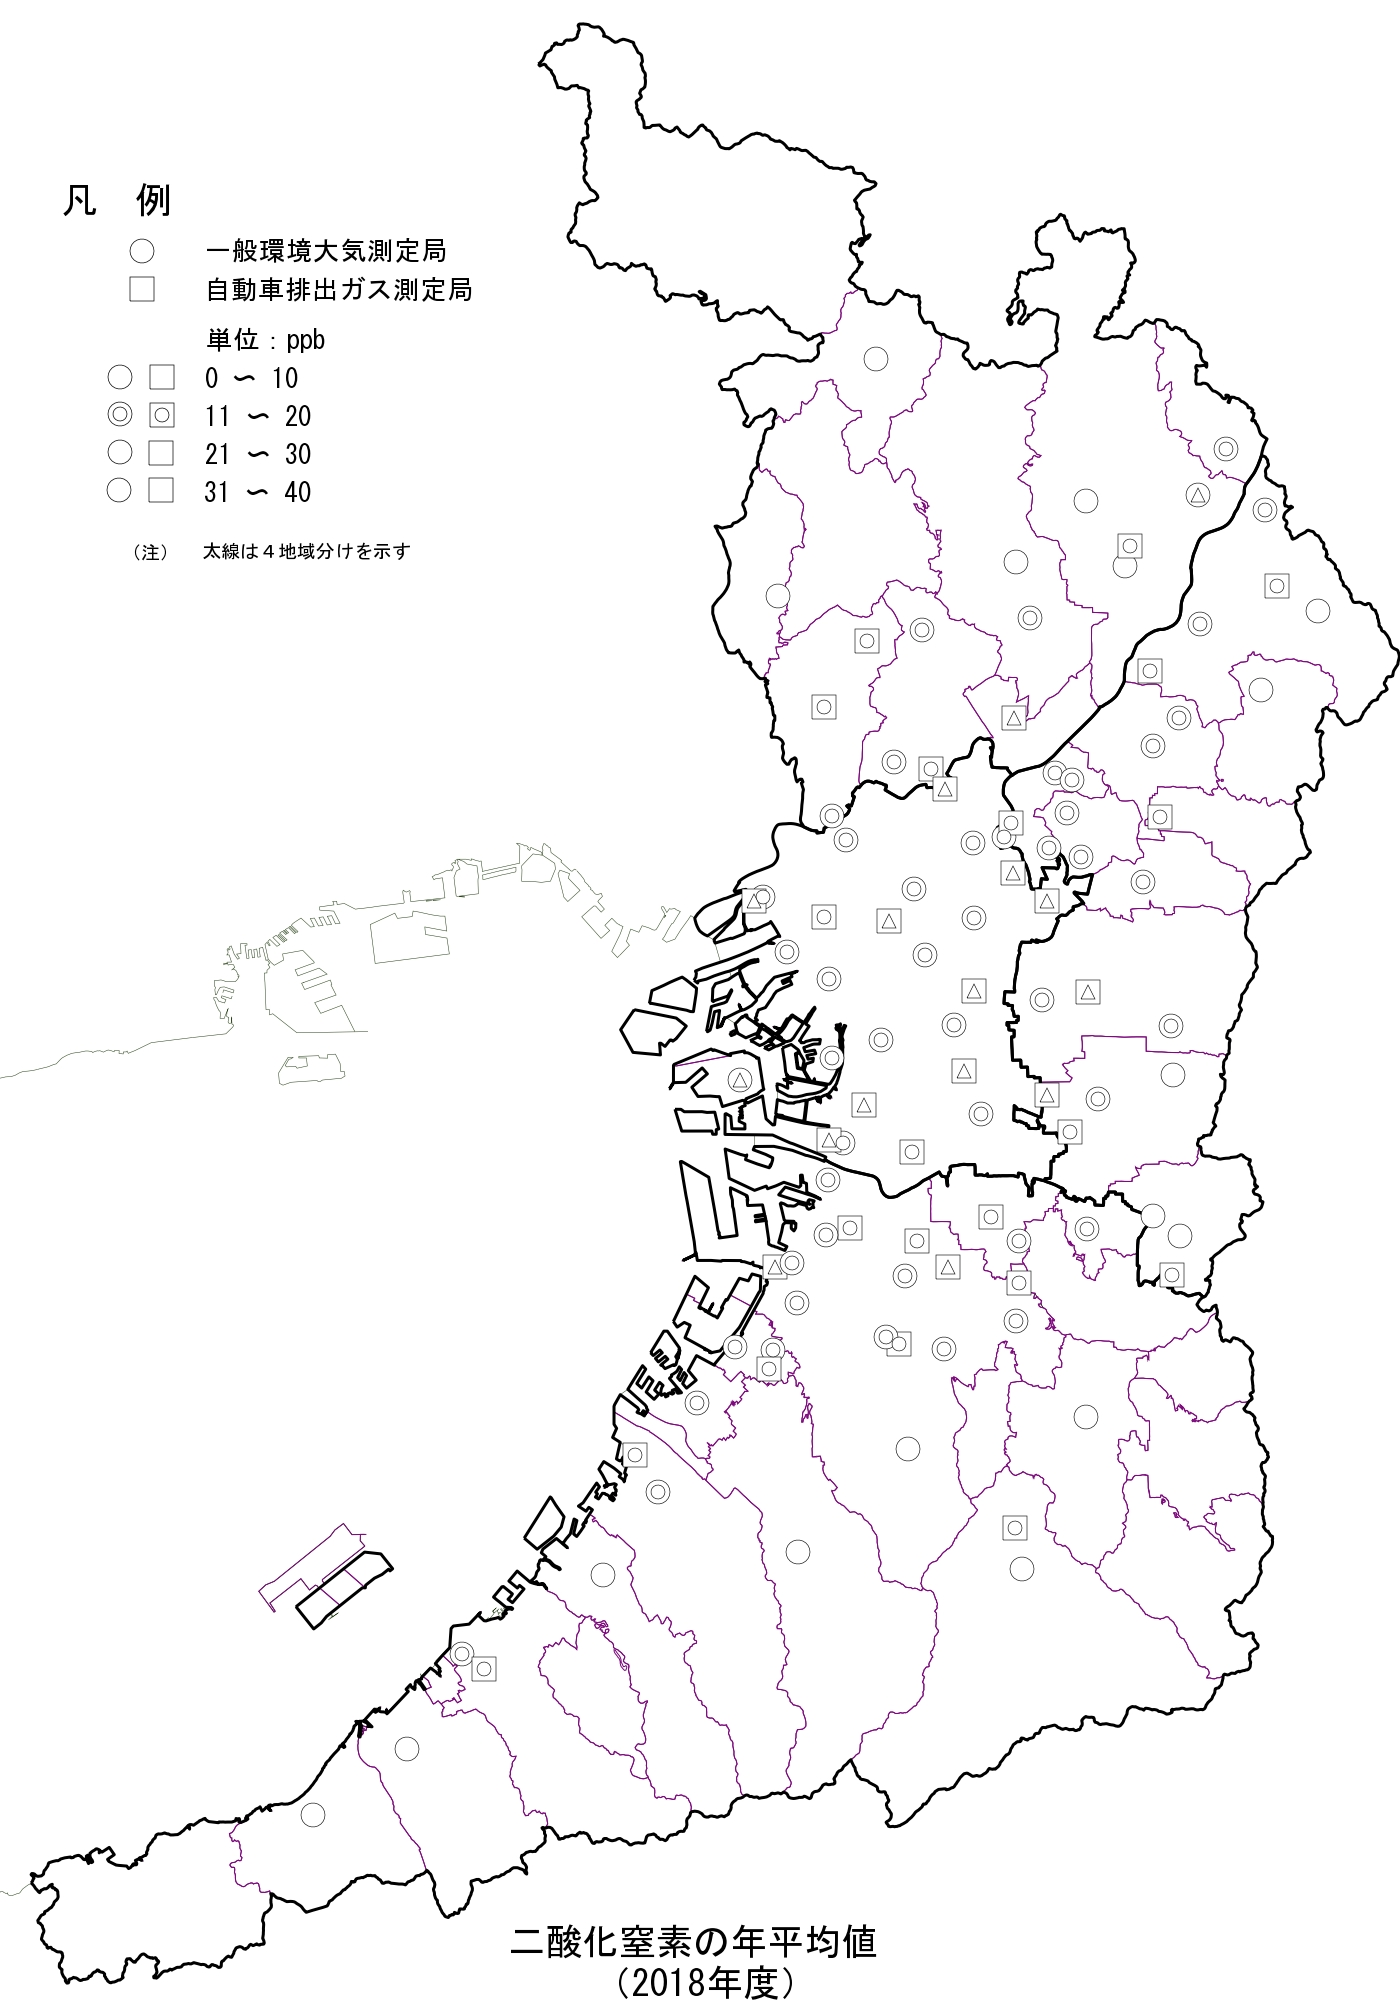 凡 例
一般環境大気測定局
自動車排出ガス測定局
単位：ppb
0 ～ 10
11 ～ 20
21 ～ 30
31 ～ 40
（注） 太線は４地域分けを示す
二酸化窒素の年平均値
（2018年度）